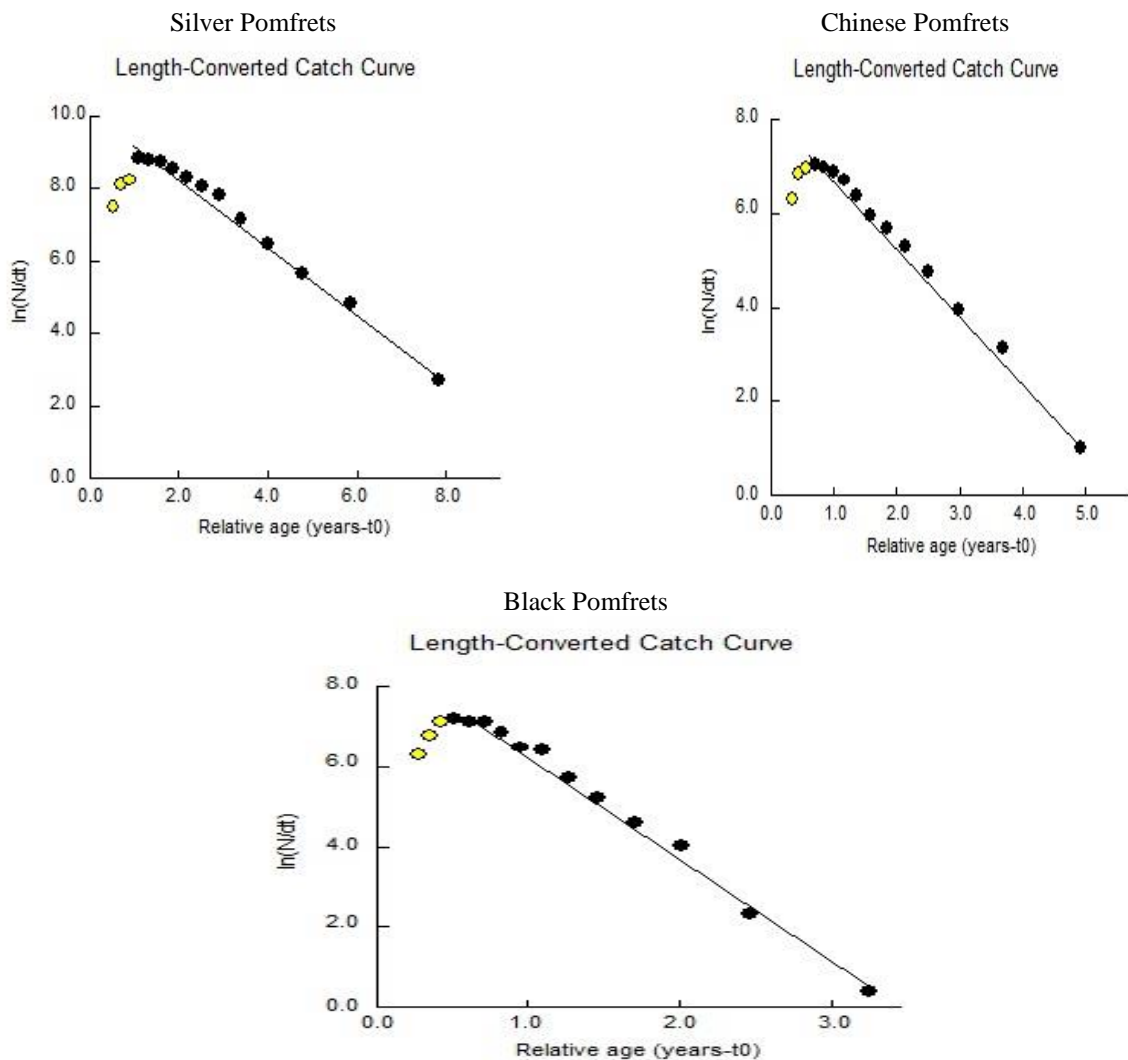 Silver Pomfrets
Length-Converted Catch Curve
10.0
8.0
6.0
4.0
2.0
0.0
ln(N/dt)
0.0 2.0 4.0 6.0 8.0
Relative age (years-t0)
Chinese Pomfrets
Length-Converted Catch Curve
8.0
6.0
4.0
2.0
0.0
ln(N/dt)
0.0 1.0 2.0 3.0 4.0 5.0
Relative age (years-t0)
Black Pomfrets
Length-Converted Catch Curve
8.0
6.0
4.0
2.0
0.0
ln(N/dt)
0.0 1.0 2.0 3.0
Relative age (years-t0)